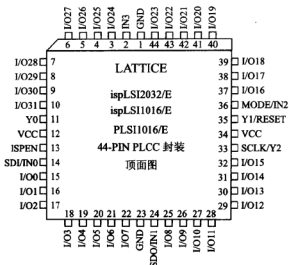 I/O27
I/O26
I/O25
I/O24
IN3
GND
I/O23
I/O22
I/O21
I/O20
I/O19
6 5 4 3 2 1 44 43 42 41 40
I/O28 7
I/O29 8
I/O30 9
I/O31 10
Y0 11
VCC 12
ISPEN 13
SDI/IN0 14
I/O0 15
I/O1 16
I/O2 17
LATTICE
ispLSI2032/E
ispLSI1016/E
PLSI1016/E
44-PIN PLCC 封装
顶面图
39 I/O18
38 I/O17
37 I/O16
36 MODE/IN2
35 Y1/RESET
34 VCC
33 SCLK/Y2
32 I/O15
31 I/O14
30 I/O13
29 I/O12
18 19 20 21 22 23 24 25 26 27 28
I/O3
I/O4
I/O5
I/O6
I/O7
GND
SDO/IN1
I/O8
I/O9
I/O10
I/O11